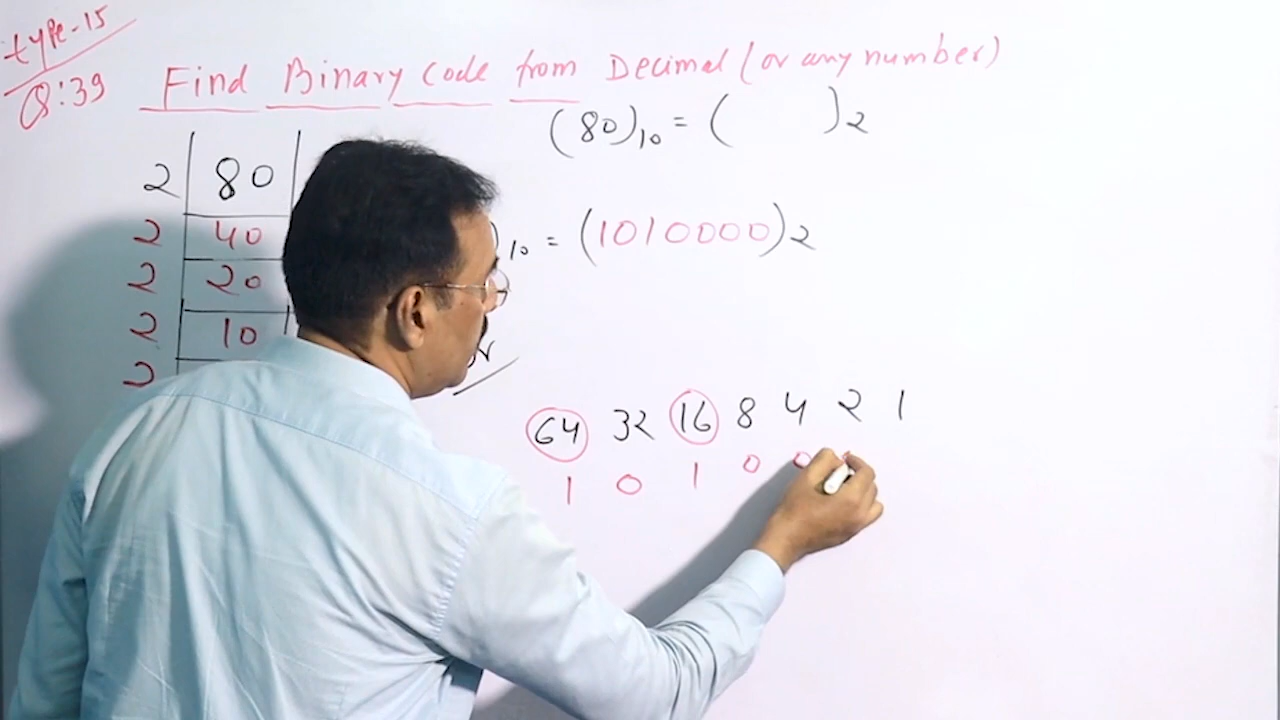 type-15
Q:39
Find Binary Code from Decimal (or any number)
(80)10 = ( )2
2 80
2 40
2 20
2 10
2
)10 = (1010000)2
64 32 16 8 4 2 1
1 0 1 0 0